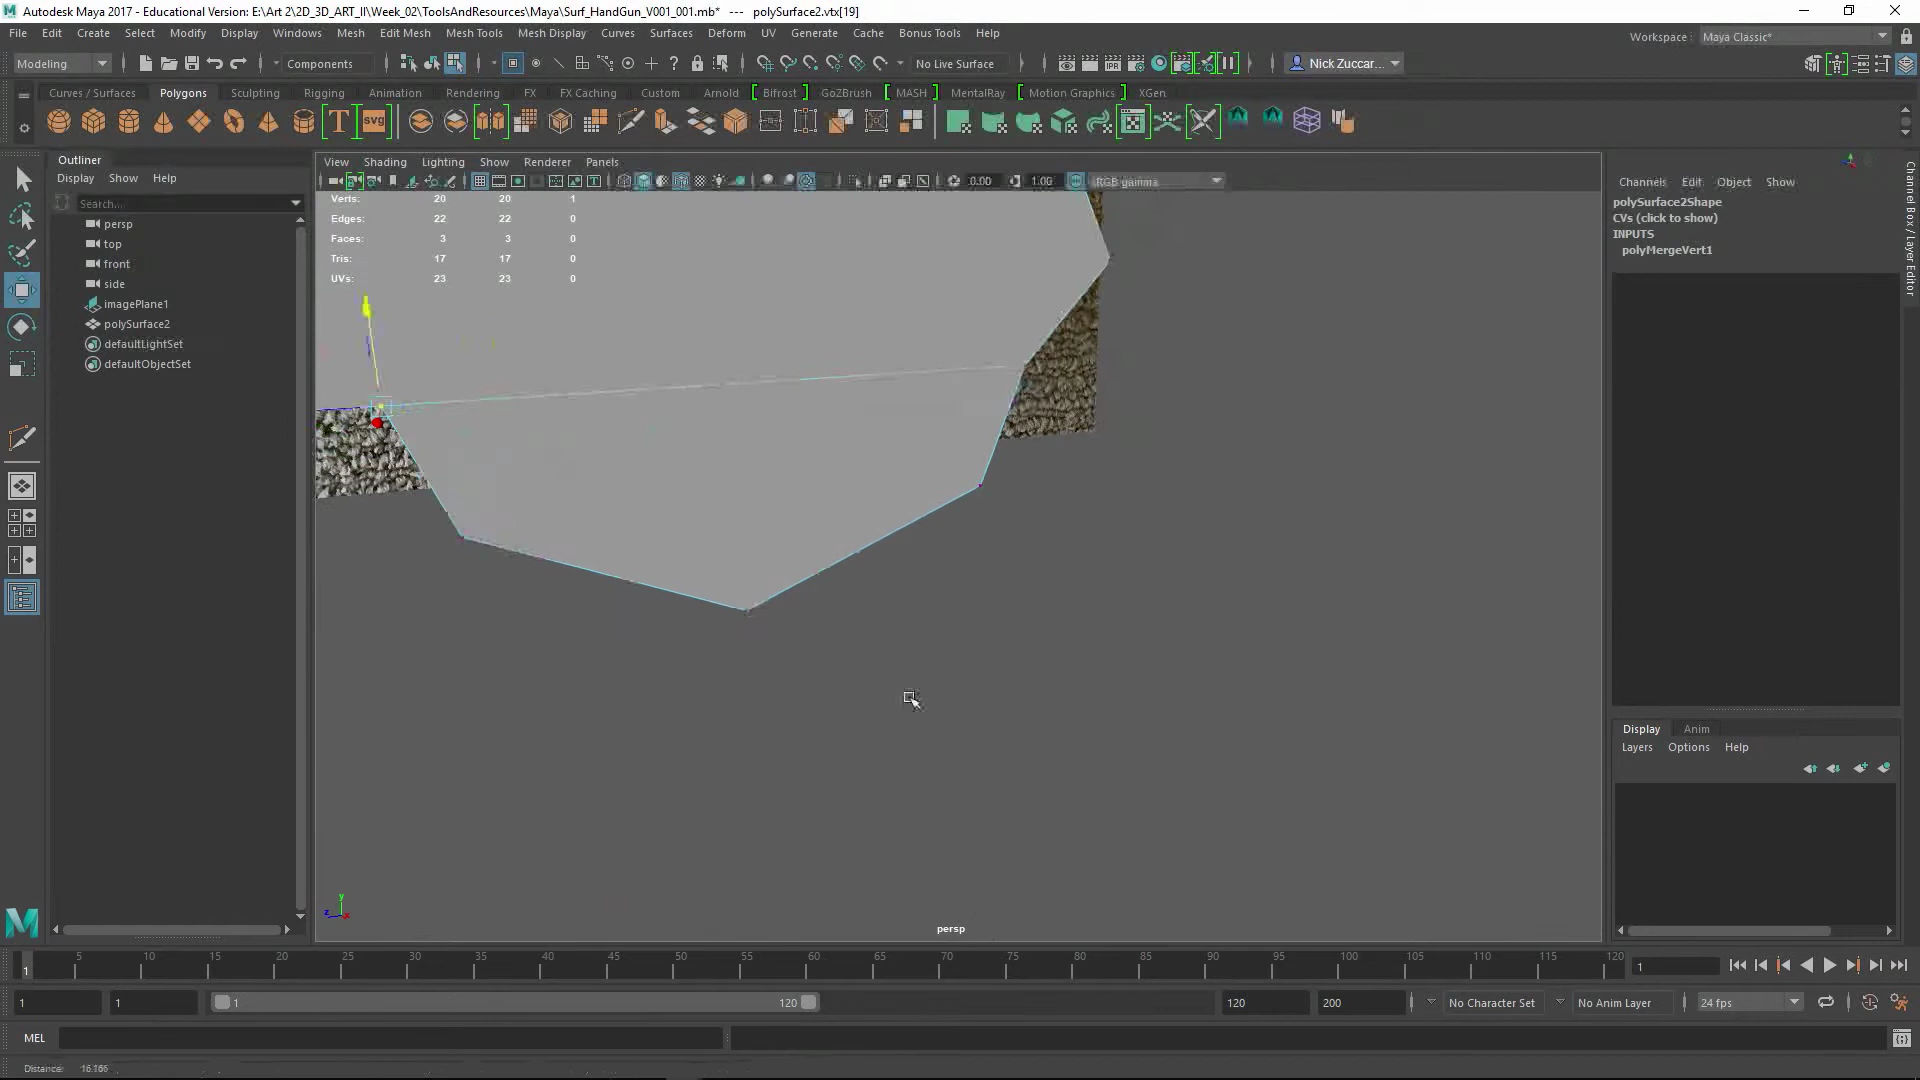 Autodesk Maya 2017 - Educational Version: E:\Art 2\2D_3D_ART_II\Week_02\ToolsAndResources\Maya\Surf_HandGun_V001_001.mb* --- polySurface2.vtx[19]
File Edit Create Select Modify Display Windows Mesh Edit Mesh Mesh Tools Mesh Display Curves Surfaces Deform UV Generate Cache Bonus Tools Help
Workspace: Maya Classic*
Modeling Components No Live Surface Nick Zuccar...
Curves / Surfaces Polygons Sculpting Rigging Animation Rendering FX FX Caching Custom Arnold Bifrost GoZBrush MASH MentalRay Motion Graphics XGen
T svg
Outliner
Display Show Help
Search...
persp
top
front
side
imagePlane1
polySurface2
defaultLightSet
defaultObjectSet
View Shading Lighting Show Renderer Panels
0.00 1.00 sRGB gamma
Verts: 20 20 1
Edges: 22 22 0
Faces: 3 3 0
Tris: 17 17 0
UVs: 23 23 0
y
z x
persp
Channels Edit Object Show
polySurface2Shape
CVs (click to show)
INPUTS
polyMergeVert1
Channel Box / Layer Editor
Display Anim
Layers Options Help
1 5 10 15 20 25 30 35 40 45 50 55 60 65 70 75 80 85 90 95 100 105 110 115 120 1
1 1 1 120 120 200 No Character Set No Anim Layer 24 fps
MEL
Distance: 16.166